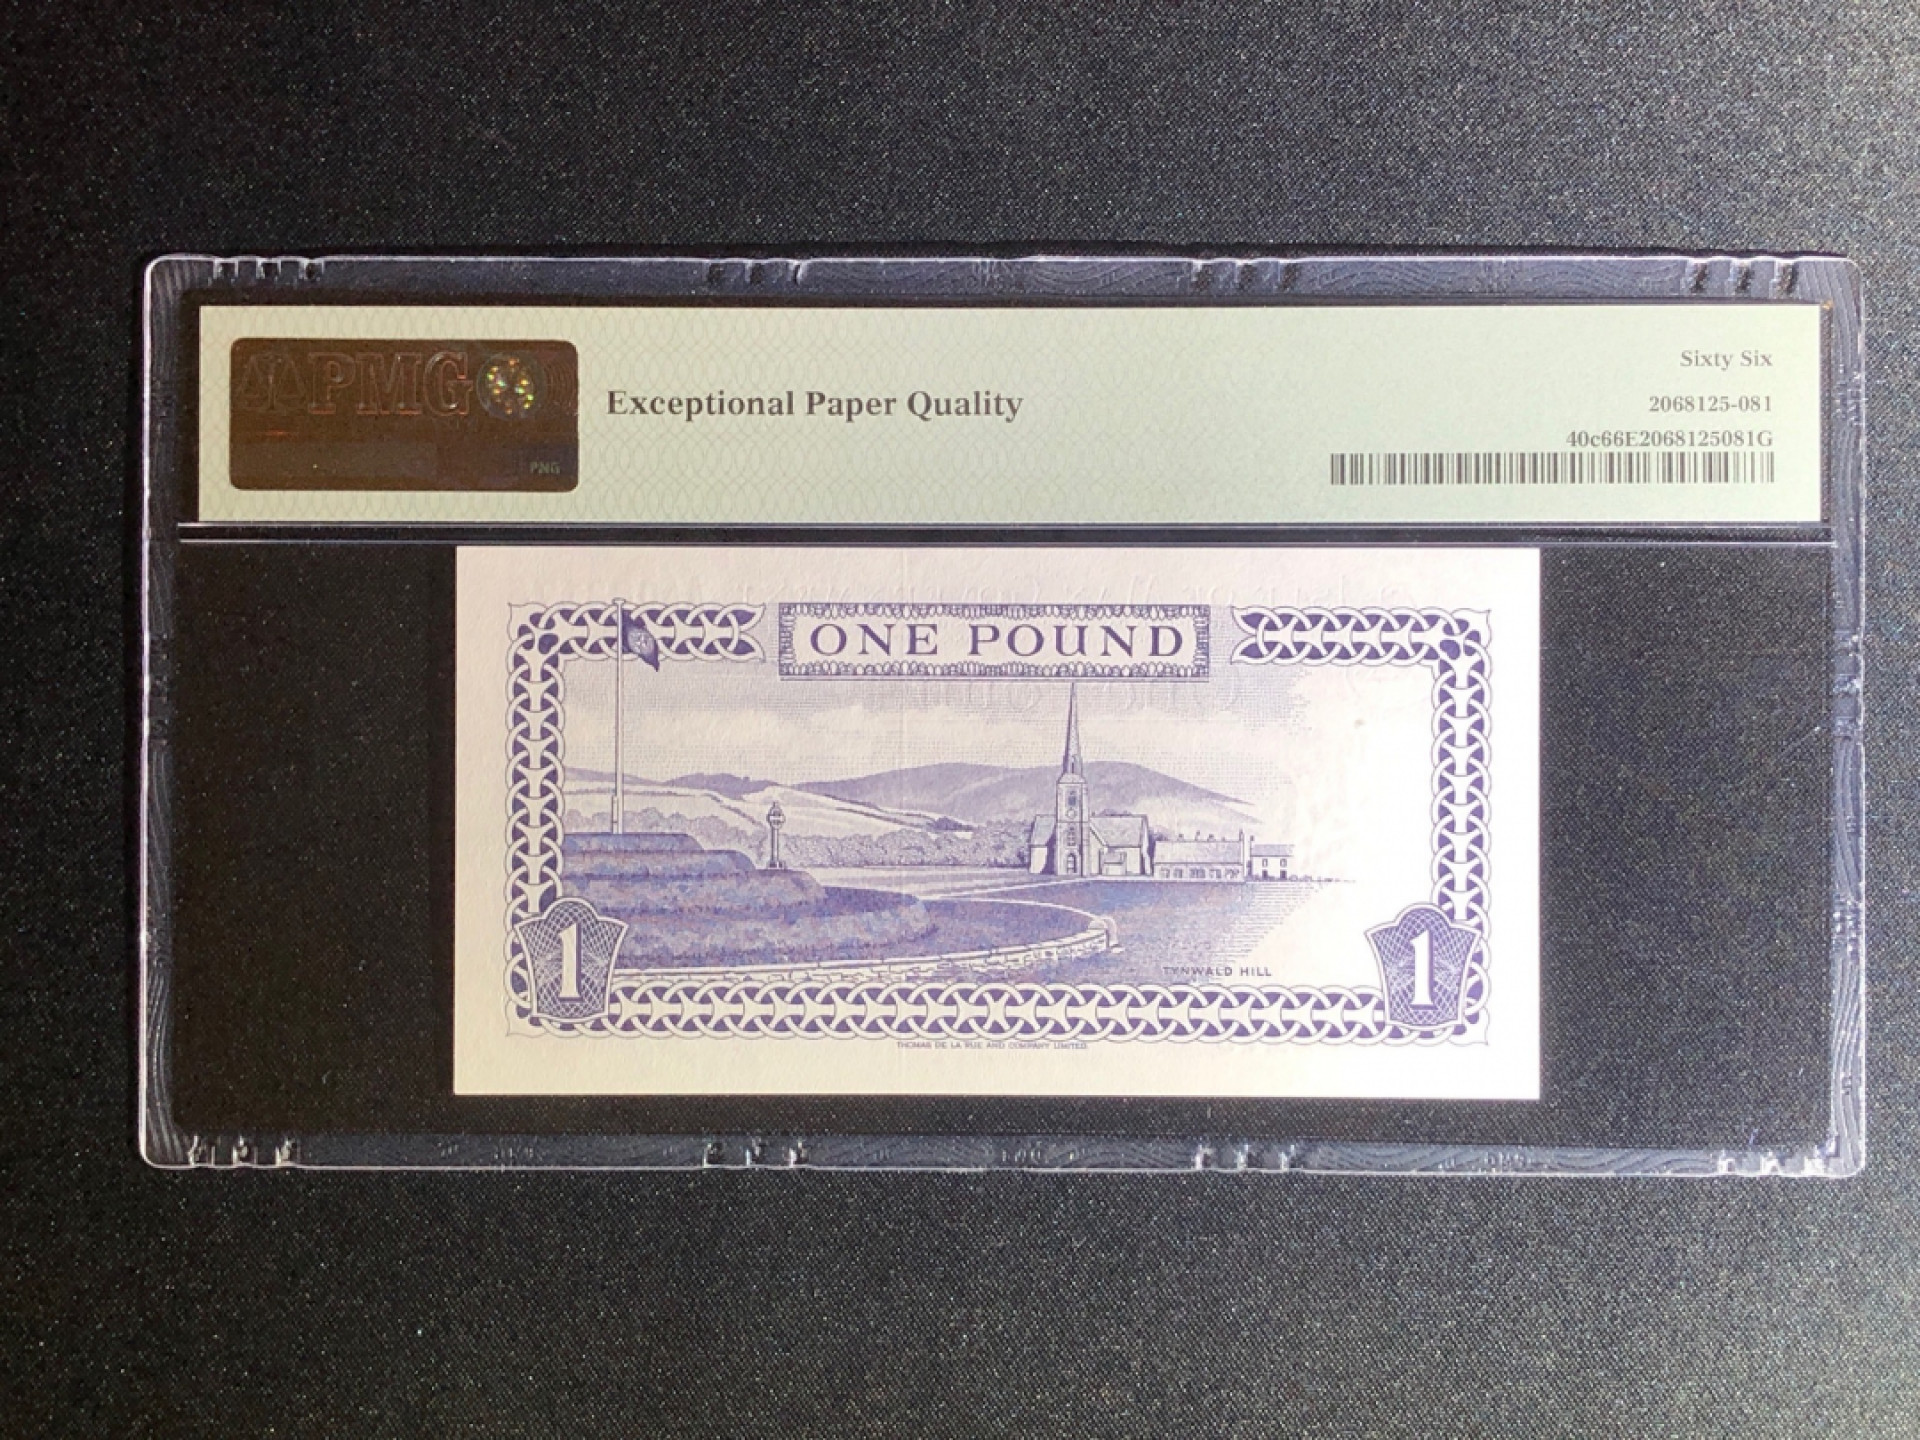 PMG
PNG
Exceptional Paper Quality
Sixty Six
2068125-081
40c66E2068125081G
ONE POUND
1
1
TYNWALD HILL
THOMAS DE LA RUE AND COMPANY LIMITED.